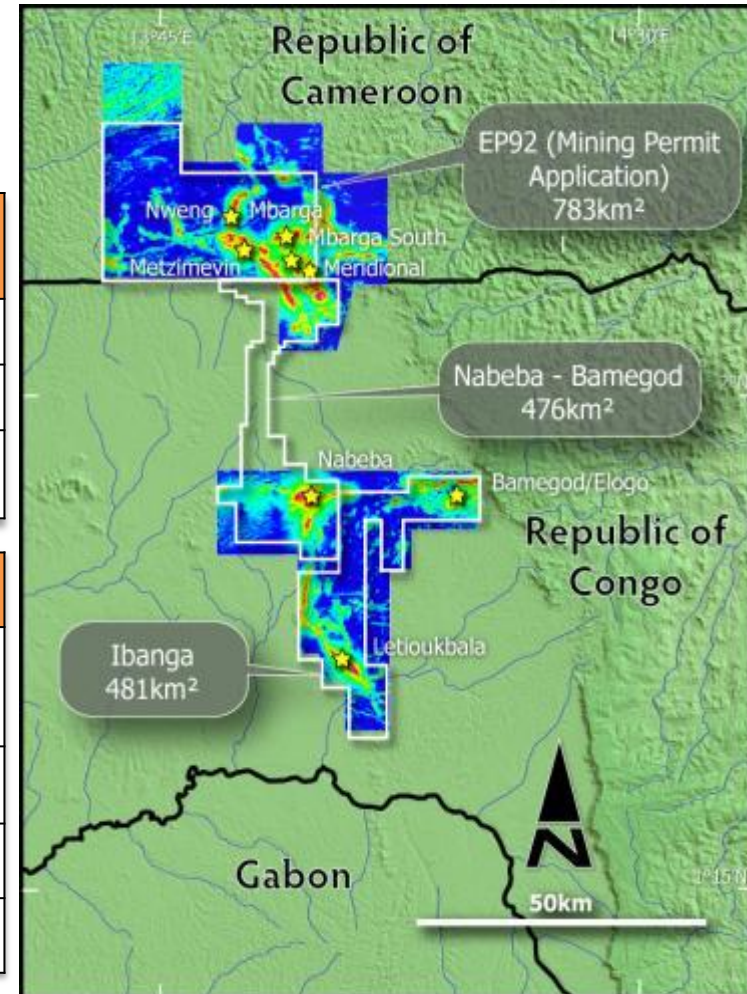 13°45'E
14°30'E
Republic of
Cameroon
EP92 (Mining Permit
Application)
783km²
Nweng
Mbarga
Mbarga South
Metzimevin
Meridional
Nabeba - Bamegod
476km²
Nabeba
Bamegod/Elogo
Republic of
Congo
Letioukbala
Ibanga
481km²
Gabon
N
1°15'N
50km